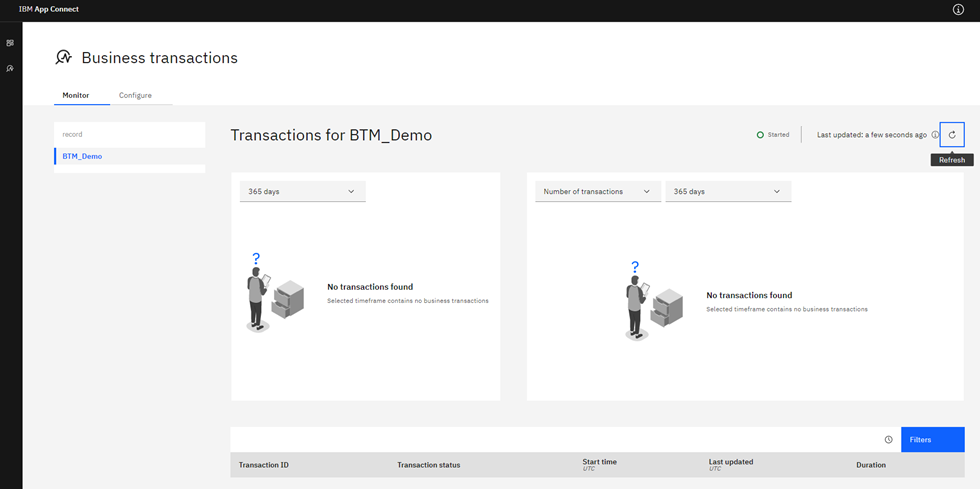 IBM App Connect
Business transactions
Monitor Configure
record
BTM_Demo
Transactions for BTM_Demo
Started
Last updated: a few seconds ago
Refresh
365 days
Number of transactions
365 days
?
No transactions found
Selected timeframe contains no business transactions
?
No transactions found
Selected timeframe contains no business transactions
Filters
Transaction ID Transaction status Start time Last updated Duration
UTC UTC